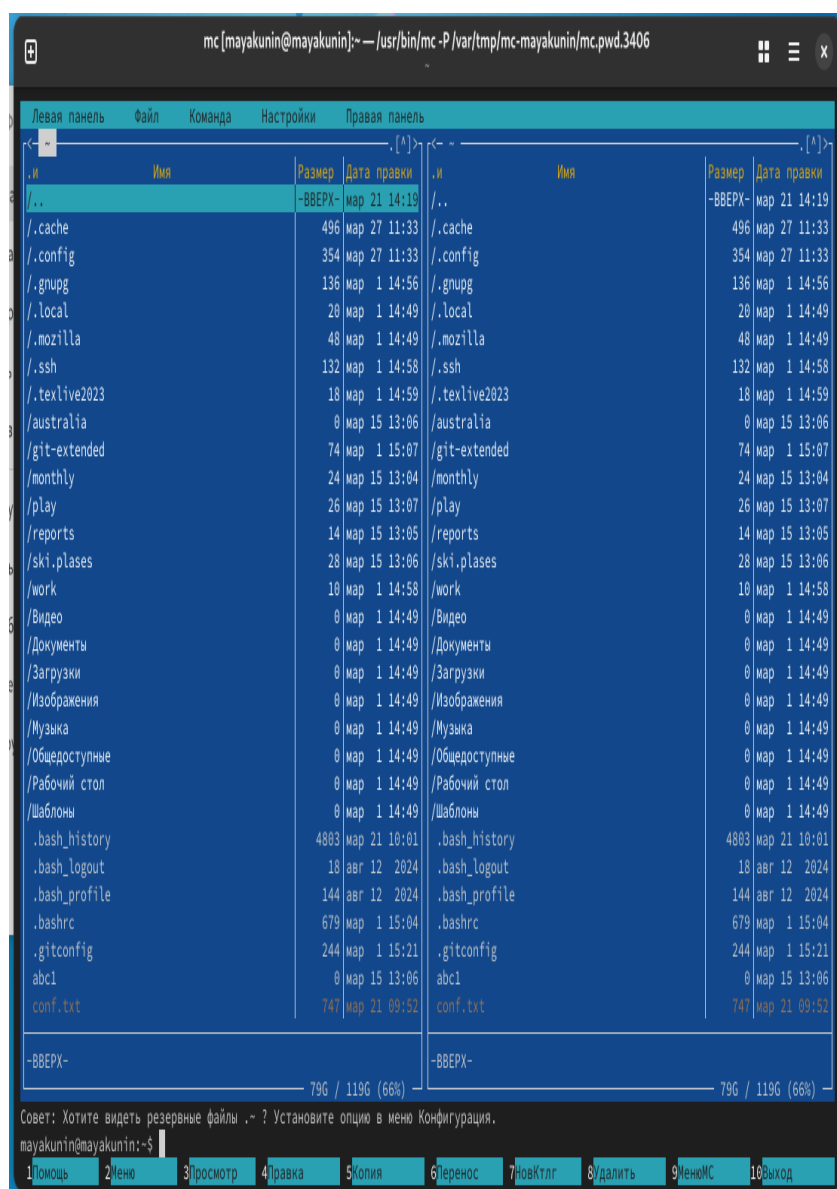 mc [mayakunin@mayakunin]:~ — /usr/bin/mc -P /var/tmp/mc-mayakunin/mc.pwd.3406
~
Левая панель Файл Команда Настройки Правая панель
<- ~ .[^]> <- ~ .[^]>
.и Имя Размер Дата правки .и Имя Размер Дата правки
/.. -ВВЕРХ- мар 21 14:19 /.. -ВВЕРХ- мар 21 14:19
/.cache 496 мар 27 11:33 /.cache 496 мар 27 11:33
/.config 354 мар 27 11:33 /.config 354 мар 27 11:33
/.gnupg 136 мар 1 14:56 /.gnupg 136 мар 1 14:56
/.local 20 мар 1 14:49 /.local 20 мар 1 14:49
/.mozilla 48 мар 1 14:49 /.mozilla 48 мар 1 14:49
/.ssh 132 мар 1 14:58 /.ssh 132 мар 1 14:58
/.texlive2023 18 мар 1 14:59 /.texlive2023 18 мар 1 14:59
/australia 0 мар 15 13:06 /australia 0 мар 15 13:06
/git-extended 74 мар 1 15:07 /git-extended 74 мар 1 15:07
/monthly 24 мар 15 13:04 /monthly 24 мар 15 13:04
/play 26 мар 15 13:07 /play 26 мар 15 13:07
/reports 14 мар 15 13:05 /reports 14 мар 15 13:05
/ski.plases 28 мар 15 13:06 /ski.plases 28 мар 15 13:06
/work 10 мар 1 14:58 /work 10 мар 1 14:58
/Видео 0 мар 1 14:49 /Видео 0 мар 1 14:49
/Документы 0 мар 1 14:49 /Документы 0 мар 1 14:49
/Загрузки 0 мар 1 14:49 /Загрузки 0 мар 1 14:49
/Изображения 0 мар 1 14:49 /Изображения 0 мар 1 14:49
/Музыка 0 мар 1 14:49 /Музыка 0 мар 1 14:49
/Общедоступные 0 мар 1 14:49 /Общедоступные 0 мар 1 14:49
/Рабочий стол 0 мар 1 14:49 /Рабочий стол 0 мар 1 14:49
/Шаблоны 0 мар 1 14:49 /Шаблоны 0 мар 1 14:49
.bash_history 4803 мар 21 10:01 .bash_history 4803 мар 21 10:01
.bash_logout 18 авг 12 2024 .bash_logout 18 авг 12 2024
.bash_profile 144 авг 12 2024 .bash_profile 144 авг 12 2024
.bashrc 679 мар 1 15:04 .bashrc 679 мар 1 15:04
.gitconfig 244 мар 1 15:21 .gitconfig 244 мар 1 15:21
abc1 0 мар 15 13:06 abc1 0 мар 15 13:06
conf.txt 747 мар 21 09:52 conf.txt 747 мар 21 09:52
-ВВЕРХ- -ВВЕРХ-
79G / 119G (66%) 79G / 119G (66%)
Совет: Хотите видеть резервные файлы .~ ? Установите опцию в меню Конфигурация.
mayakunin@mayakunin:~$
1Помощь 2Меню 3Просмотр 4Правка 5Копия 6Перенос 7НовКтлг 8Удалить 9МенюМС 10Выход